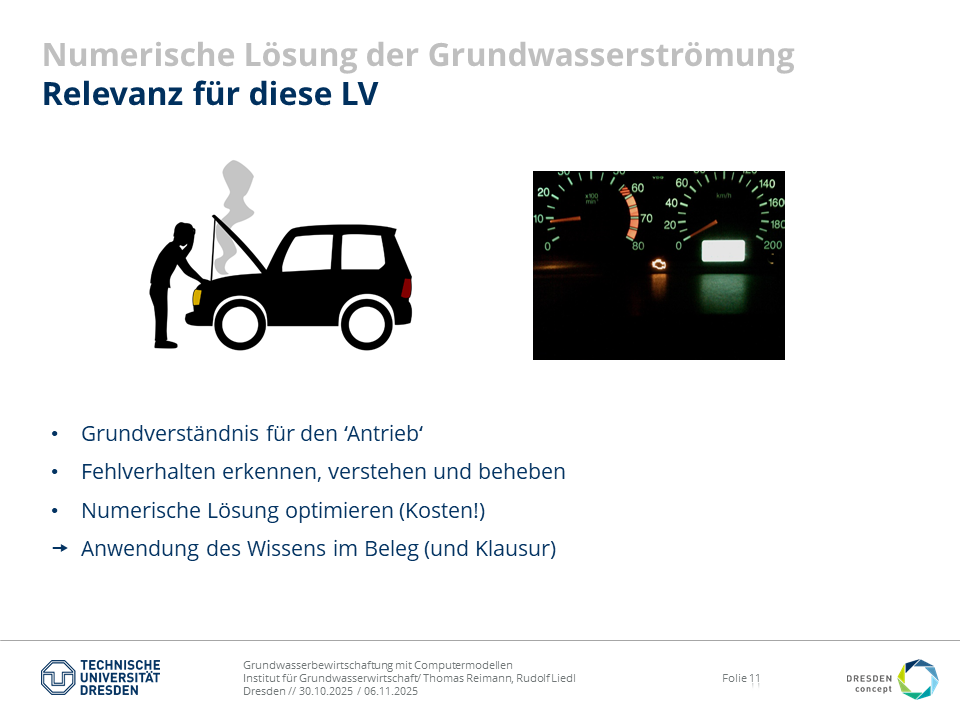 Numerische Lösung der Grundwasserströmung
Relevanz für diese LV
20
10
0
60
70
80
x100
min
60
40
20
0
km/h
140
160
180
200
• Grundverständnis für den ‘Antrieb‘
• Fehlverhalten erkennen, verstehen und beheben
• Numerische Lösung optimieren (Kosten!)
→ Anwendung des Wissens im Beleg (und Klausur)
TECHNISCHE
UNIVERSITÄT
DRESDEN
Grundwasserbewirtschaftung mit Computermodellen
Institut für Grundwasserwirtschaft/ Thomas Reimann, Rudolf Liedl
Dresden // 30.10.2025 / 06.11.2025
Folie 11
DRESDEN
concept